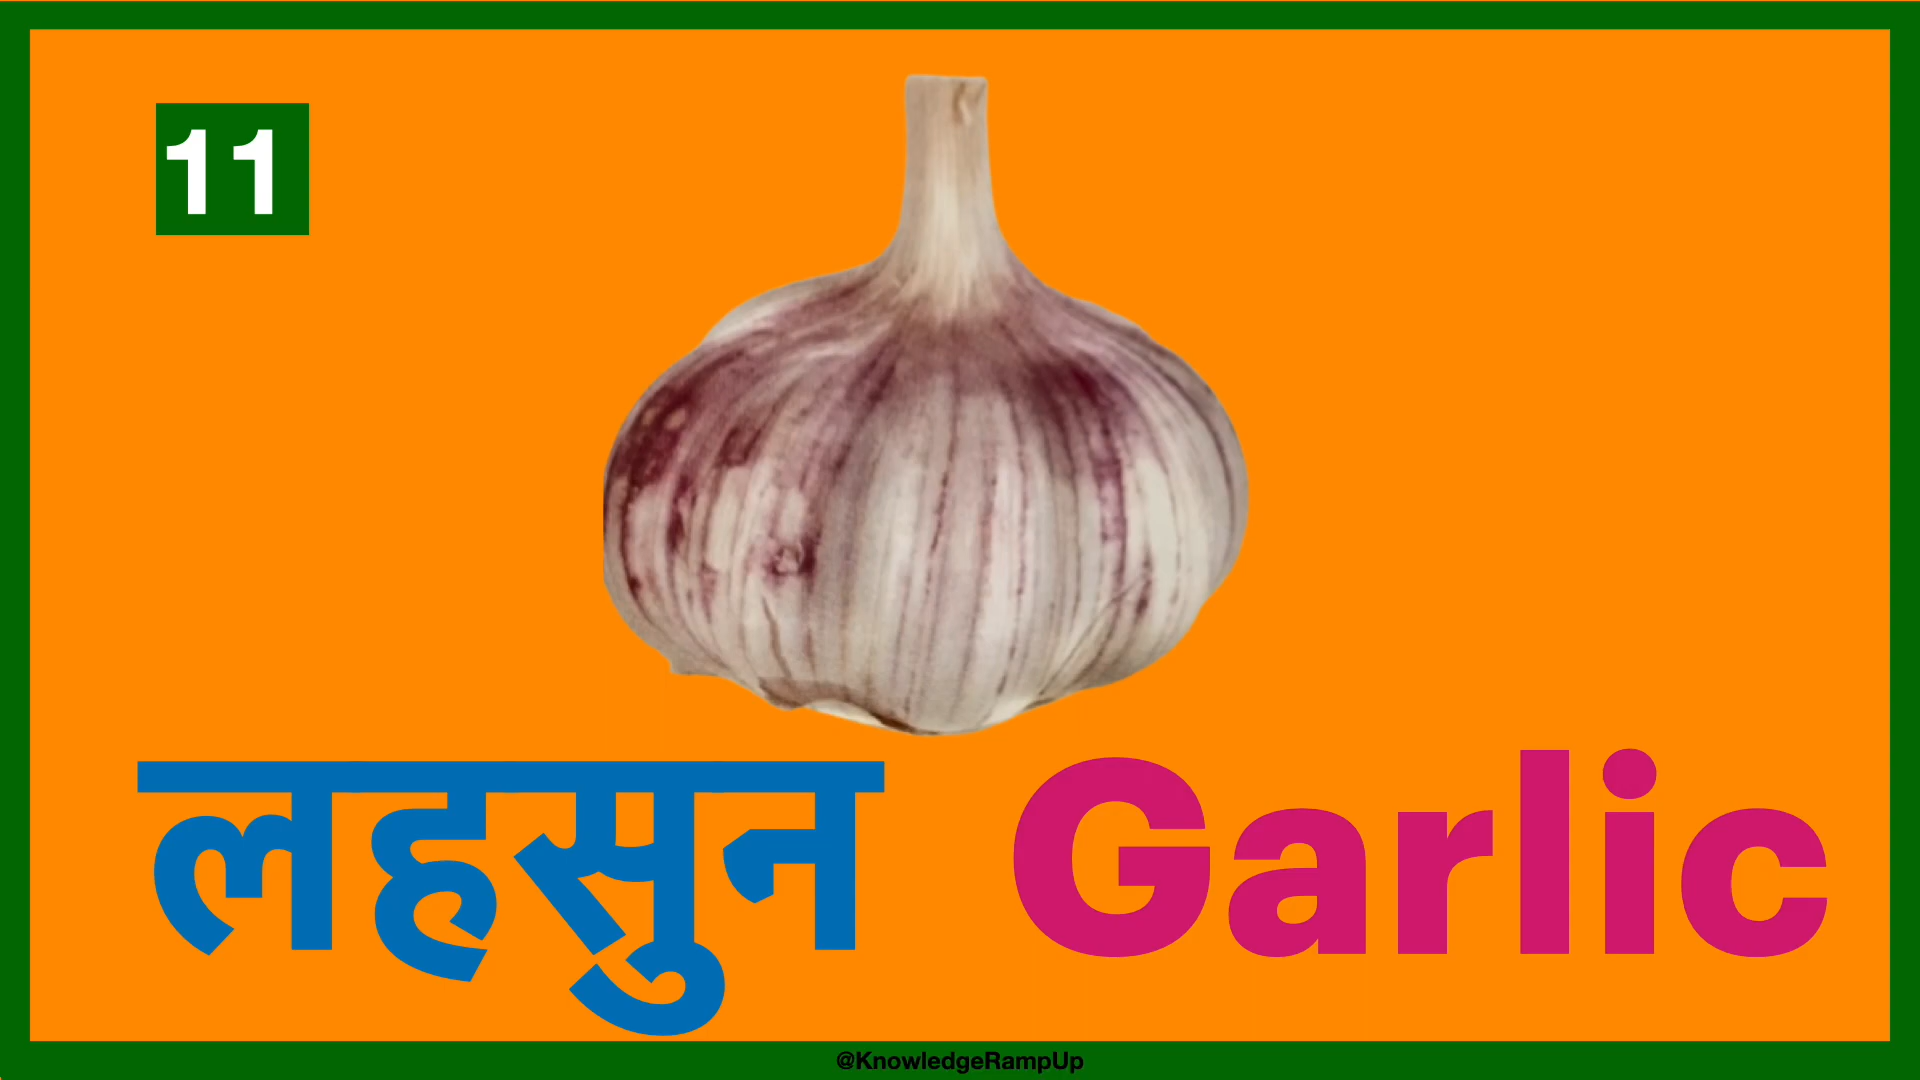 11
लहसुन Garlic
@KnowledgeRampUp